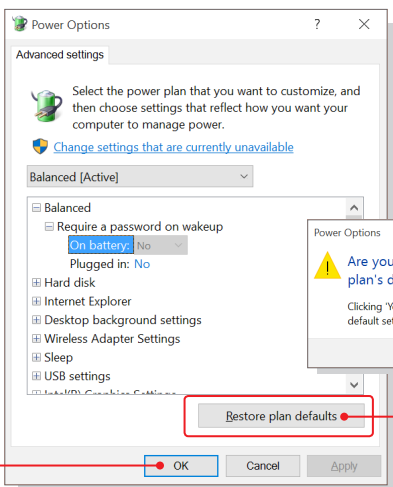 Power Options
Advanced settings
Select the power plan that you want to customize, and
then choose settings that reflect how you want your
computer to manage power.
Change settings that are currently unavailable
Balanced [Active]
Balanced
Require a password on wakeup
On battery: No
Plugged in: No
Hard disk
Internet Explorer
Desktop background settings
Wireless Adapter Settings
Sleep
USB settings
Intel(R) Graphics Settings
Restore plan defaults
OK Cancel Apply
Power Options
Are you
plan's d
Clicking 'Y
default set